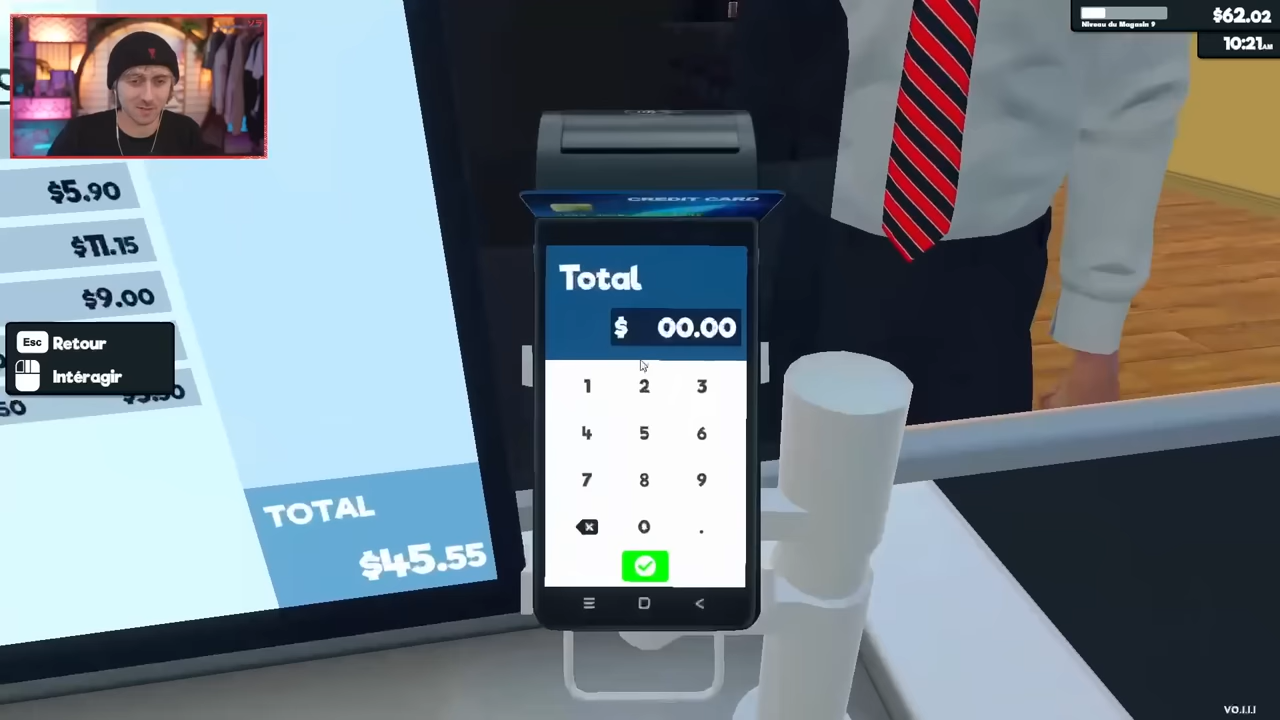 $62.02
Niveau du Magasin 9
10:21AM
$5.90
$11.15
$9.00
Esc Retour
Intéragir
TOTAL
$45.55
CREDIT CARD
Total
$ 00.00
1 2 3
4 5 6
7 8 9
0 .
V0.1.1.1